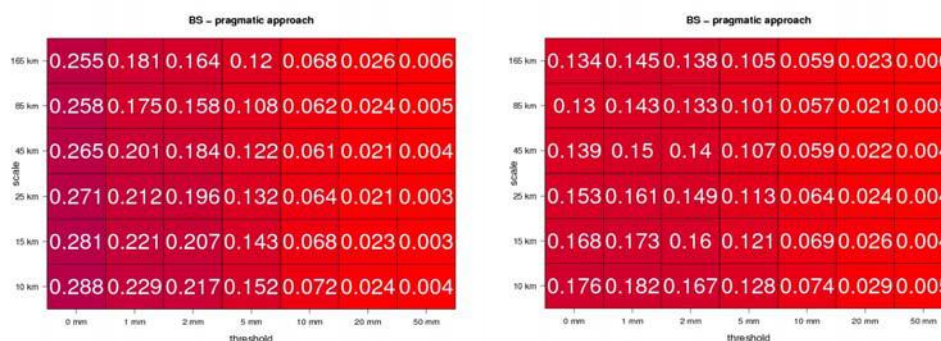 BS – pragmatic approach
165 km 0.255 0.181 0.164 0.12 0.068 0.026 0.006
85 km 0.258 0.175 0.158 0.108 0.062 0.024 0.005
45 km 0.265 0.201 0.184 0.122 0.061 0.021 0.004
25 km 0.271 0.212 0.196 0.132 0.064 0.021 0.003
15 km 0.281 0.221 0.207 0.143 0.068 0.023 0.003
10 km 0.288 0.229 0.217 0.152 0.072 0.024 0.004
scale
0 mm 1 mm 2 mm 5 mm 10 mm 20 mm 50 mm
threshold
BS – pragmatic approach
165 km 0.134 0.145 0.138 0.105 0.059 0.023
85 km 0.13 0.143 0.133 0.101 0.057 0.021
45 km 0.139 0.15 0.14 0.107 0.059 0.022
25 km 0.153 0.161 0.149 0.113 0.064 0.024
15 km 0.168 0.173 0.16 0.121 0.069 0.026
10 km 0.176 0.182 0.167 0.128 0.074 0.029
scale
0 mm 1 mm 2 mm 5 mm 10 mm 20 mm 50 mm
threshold